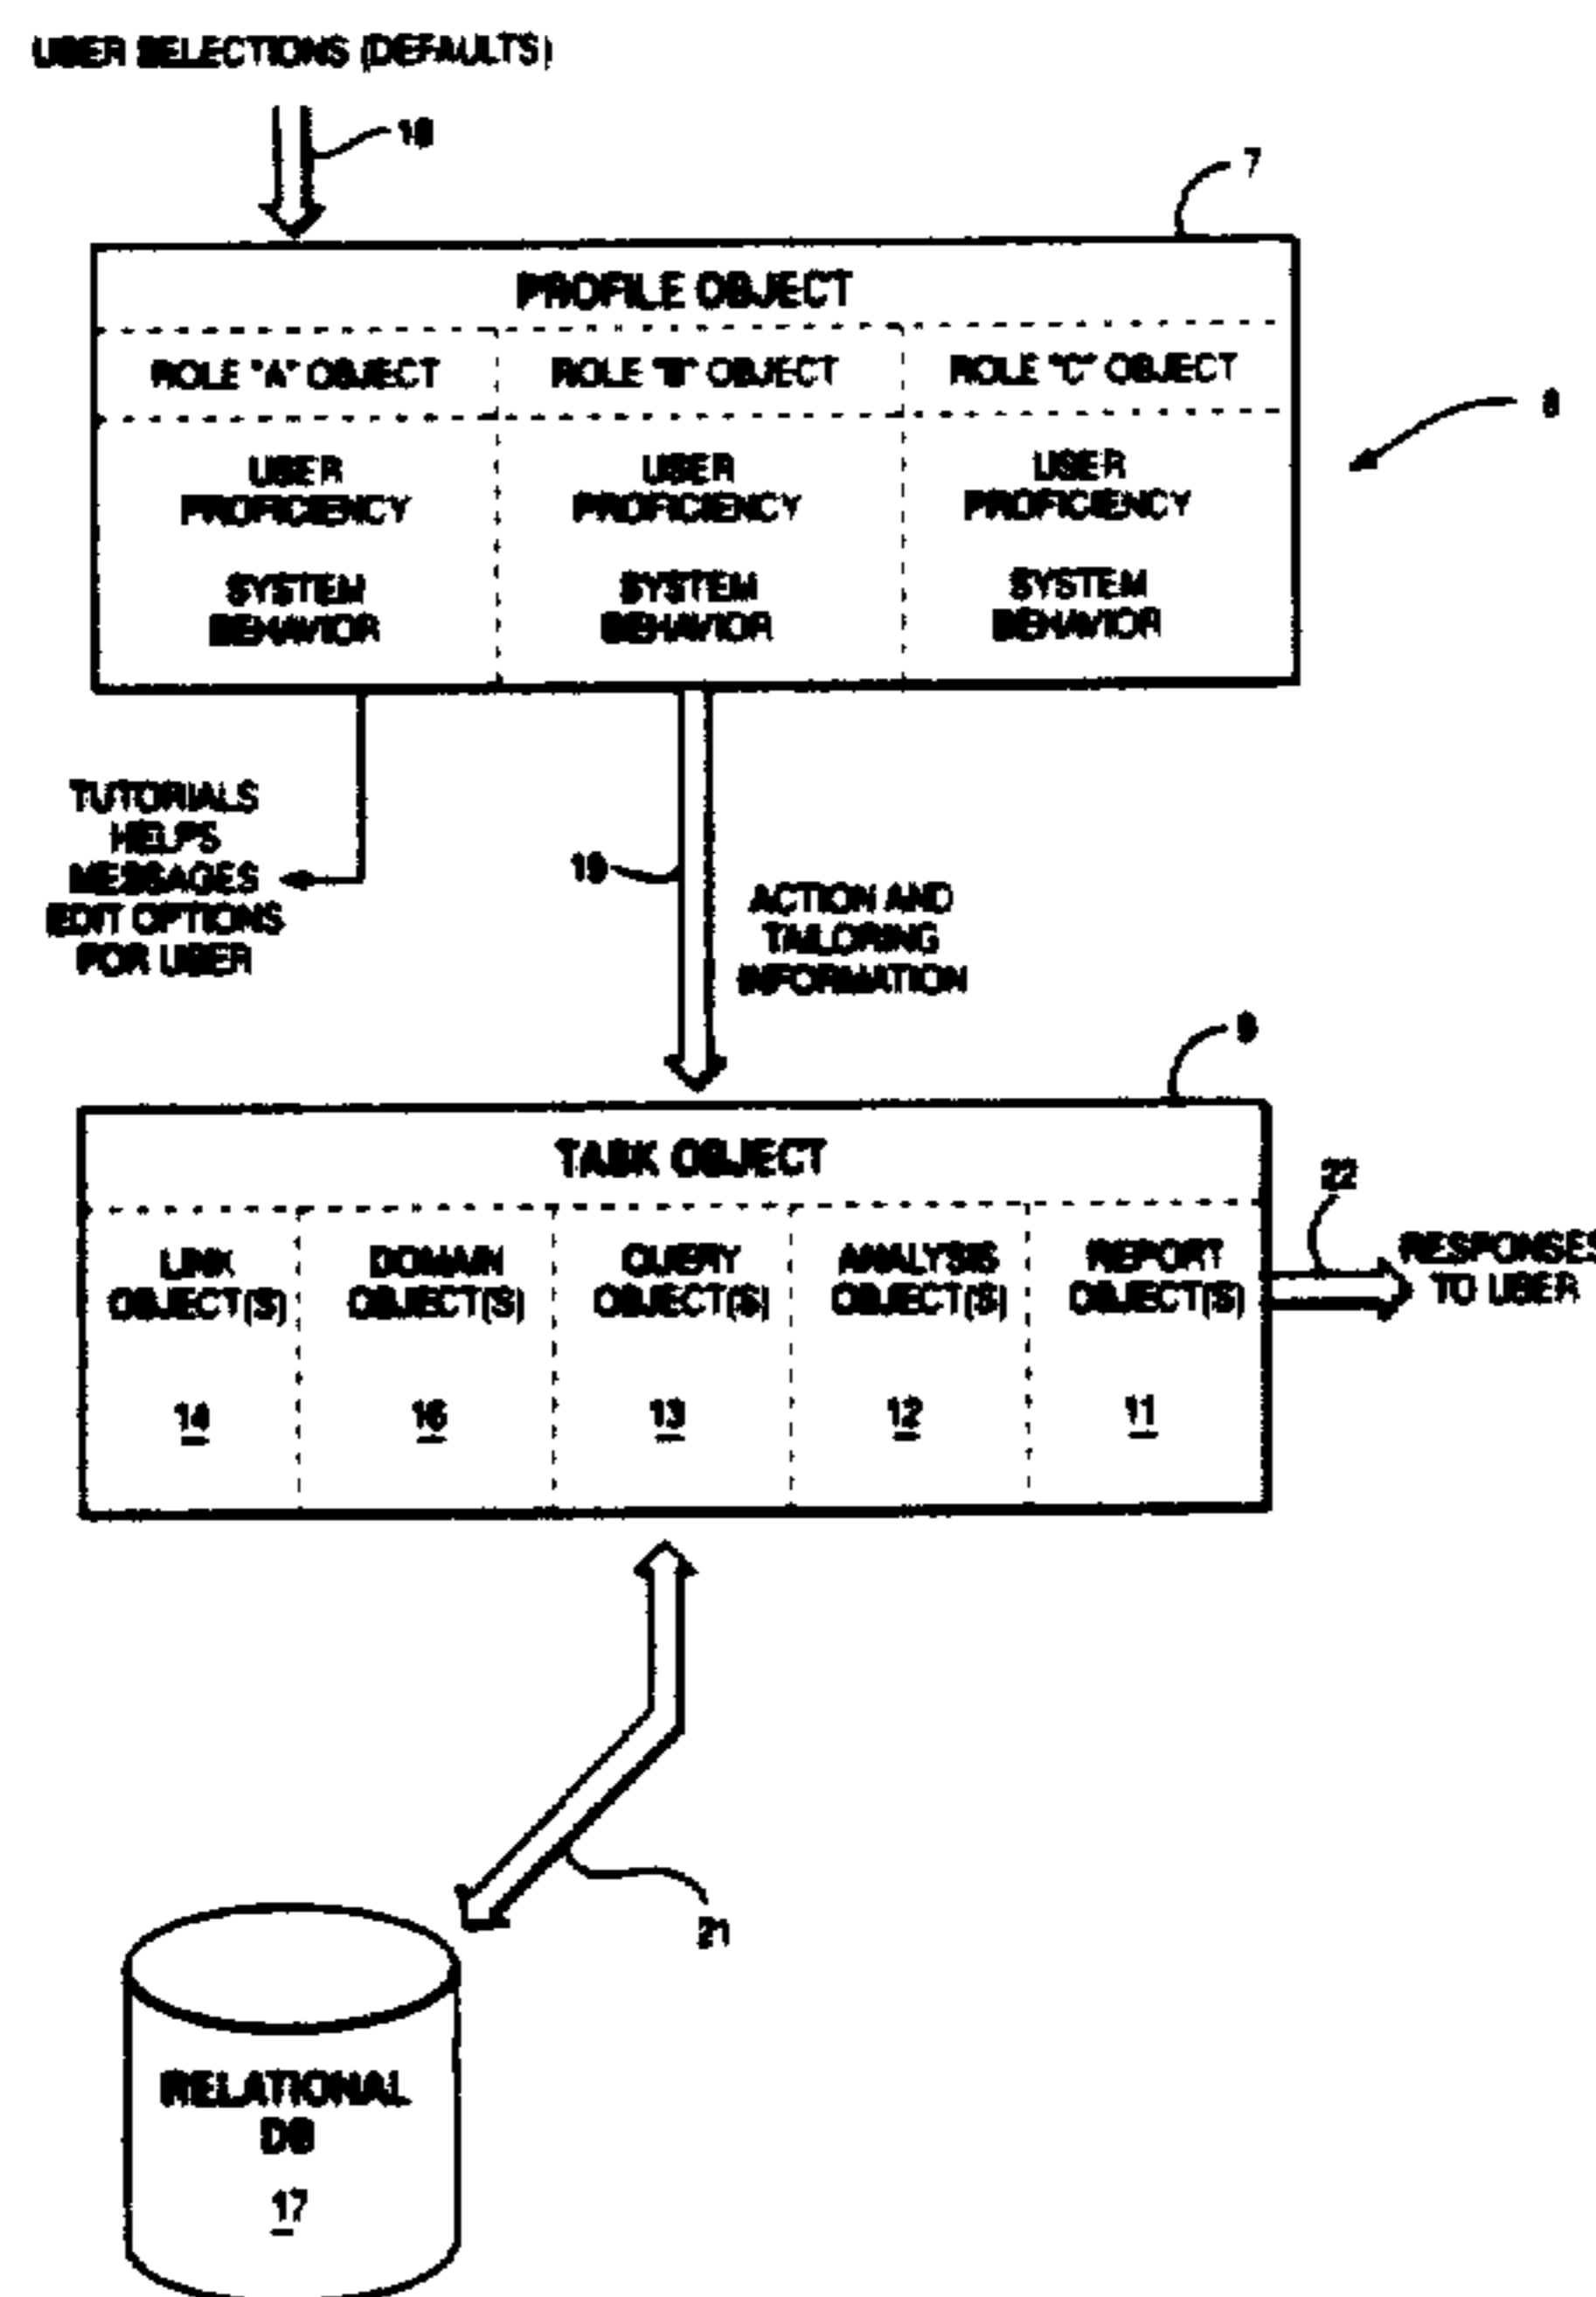 USER SELECTIONS (DEFAULTS)
7
PROFILE OBJECT
ROLE "A" OBJECT
ROLE "B" OBJECT
ROLE "C" OBJECT
USER
PROFICIENCY
USER
PROFICIENCY
USER
PROFICIENCY
SYSTEM
BEHAVIOR
SYSTEM
BEHAVIOR
SYSTEM
BEHAVIOR
TUTORIALS
HELPS
MESSAGES
EDIT OPTIONS
FOR USER
19
ACTION AND
TAILORING
INFORMATION
TASK OBJECT
22
RESPONSES
TO USER
LINK
OBJECT(S)
DOMAIN
OBJECT(S)
QUERY
OBJECT(S)
ANALYSIS
OBJECT(S)
REPORT
OBJECT(S)
14
16
13
12
11
21
RELATIONAL
DB
17